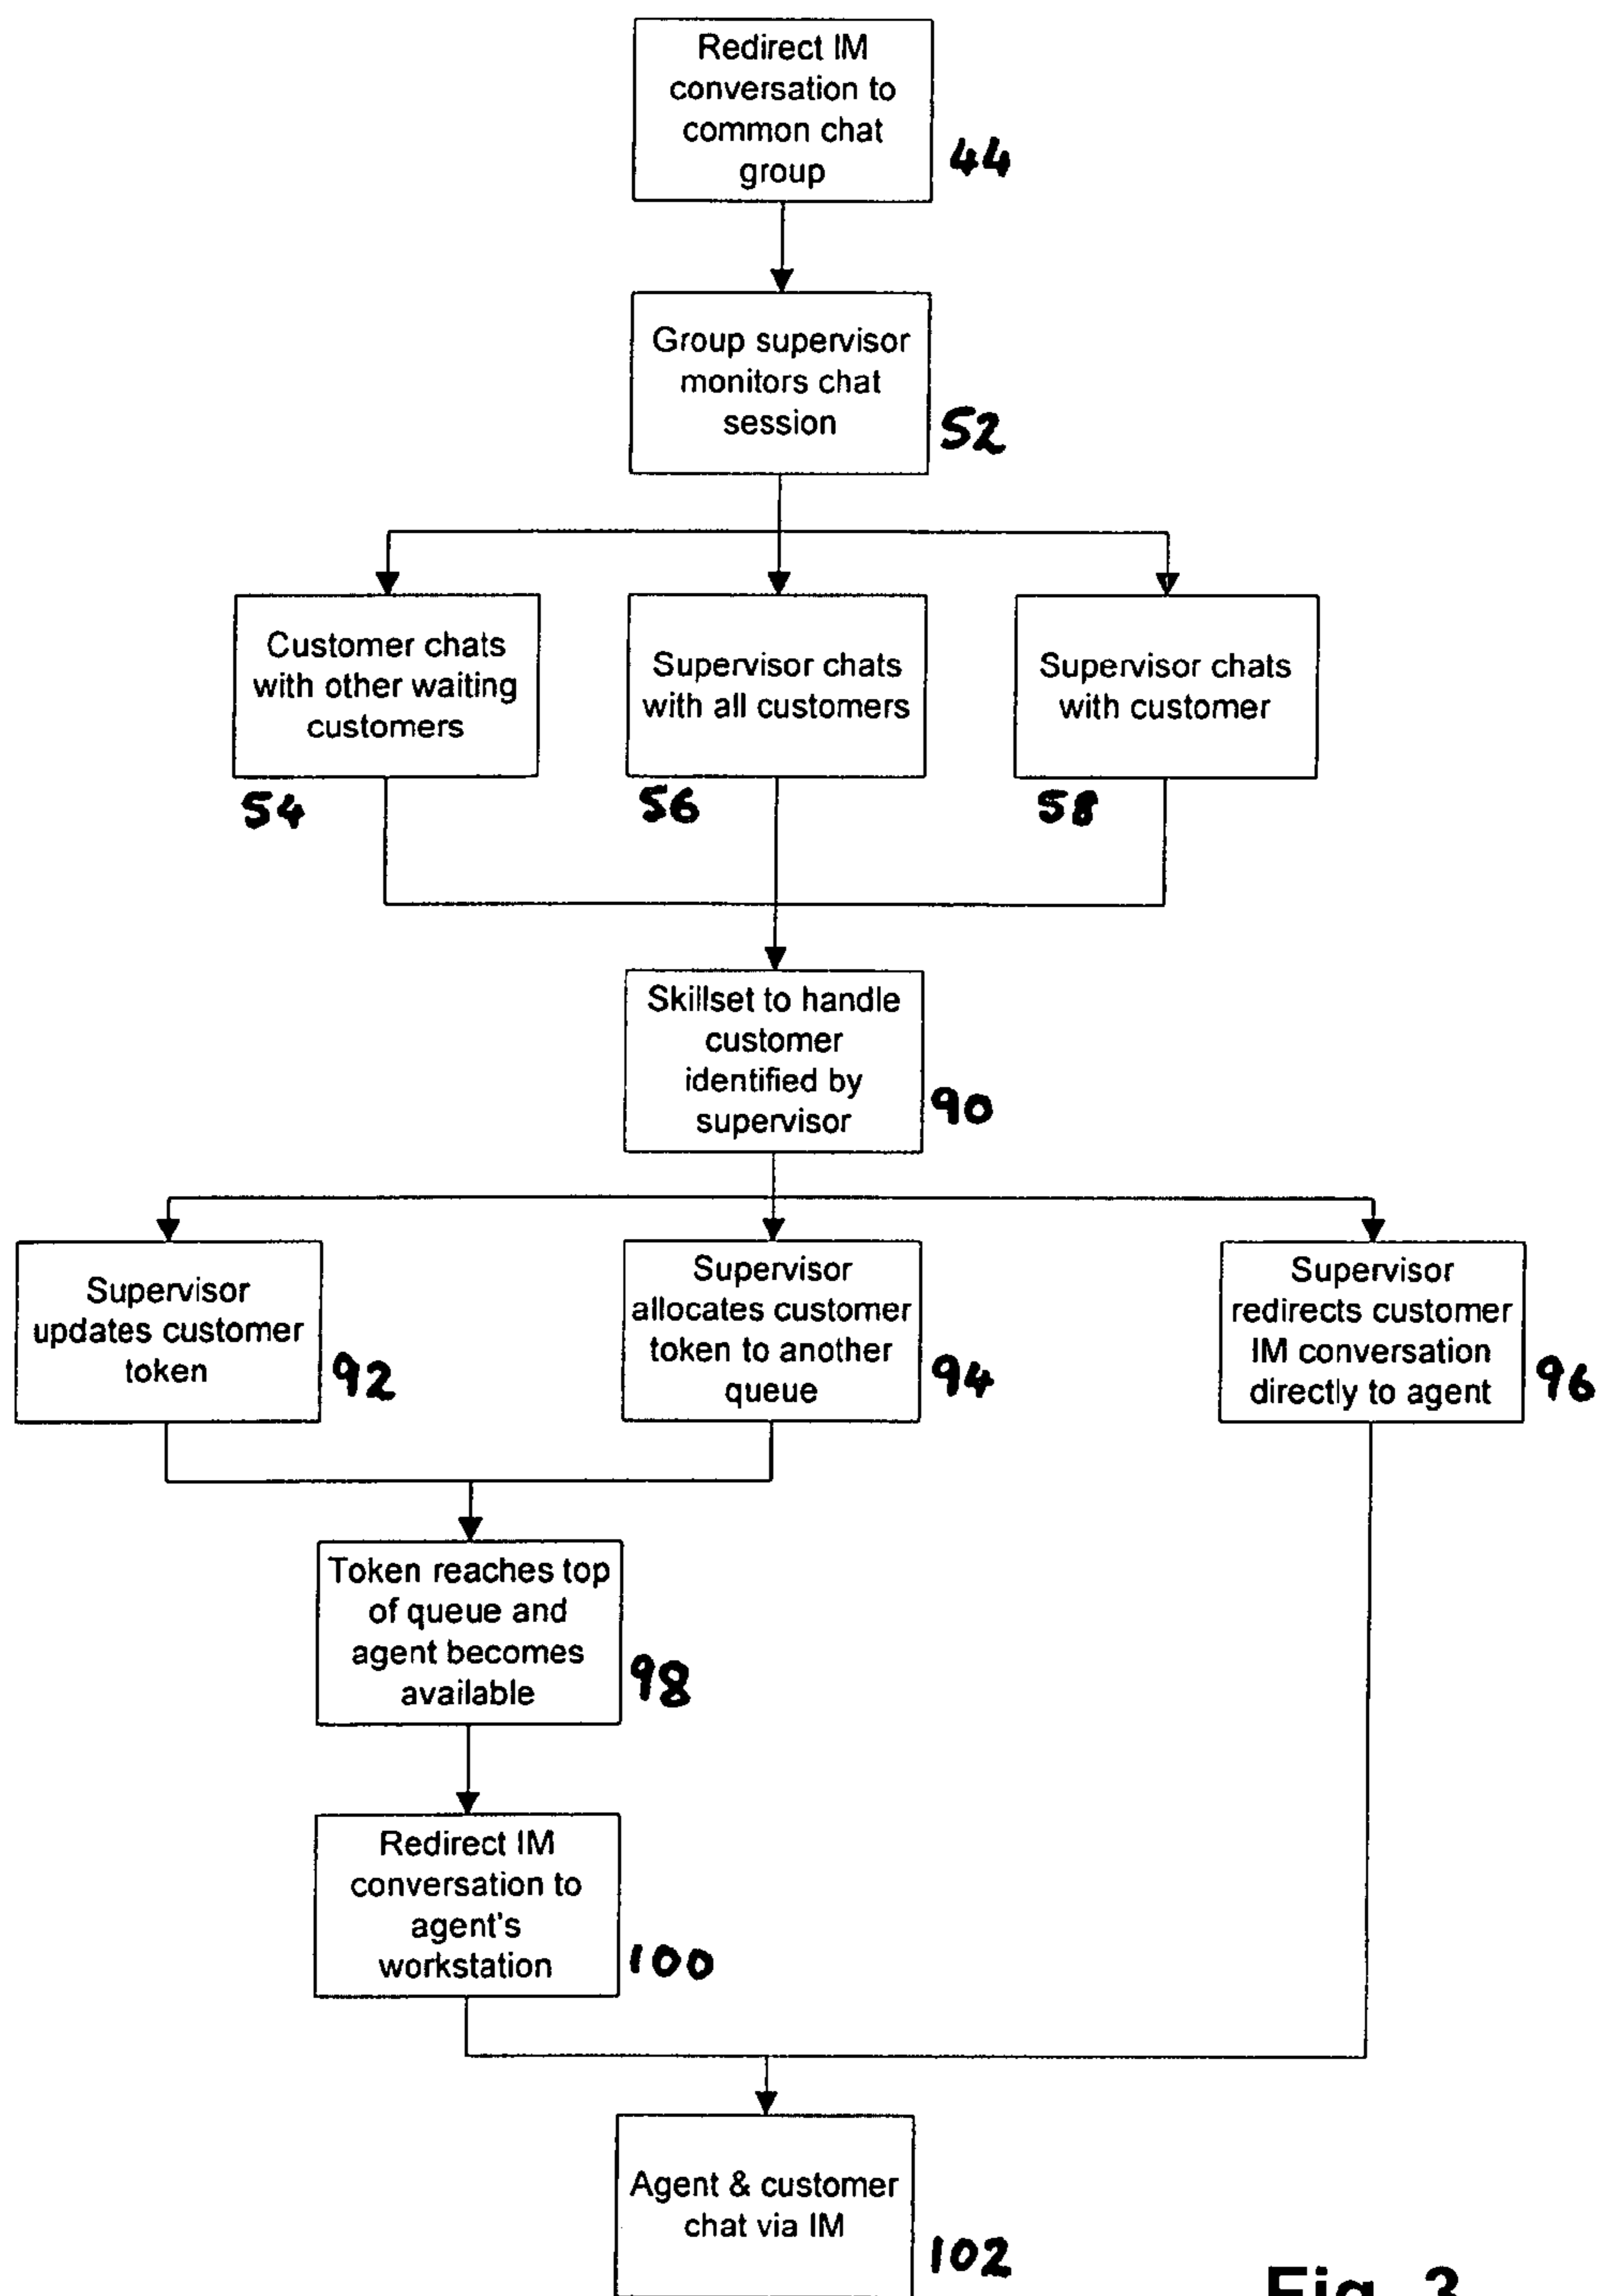 Redirect IM
conversation to
common chat
group
44
Group supervisor
monitors chat
session
52
Customer chats
with other waiting
customers
54
Supervisor chats
with all customers
56
Supervisor chats
with customer
58
Skillset to handle
customer
identified by
supervisor
90
Supervisor
updates customer
token
92
Supervisor
allocates customer
token to another
queue
94
Supervisor
redirects customer
IM conversation
directly to agent
96
Token reaches top
of queue and
agent becomes
available
98
Redirect IM
conversation to
agent's
workstation
100
Agent & customer
chat via IM
102
Fig. 3